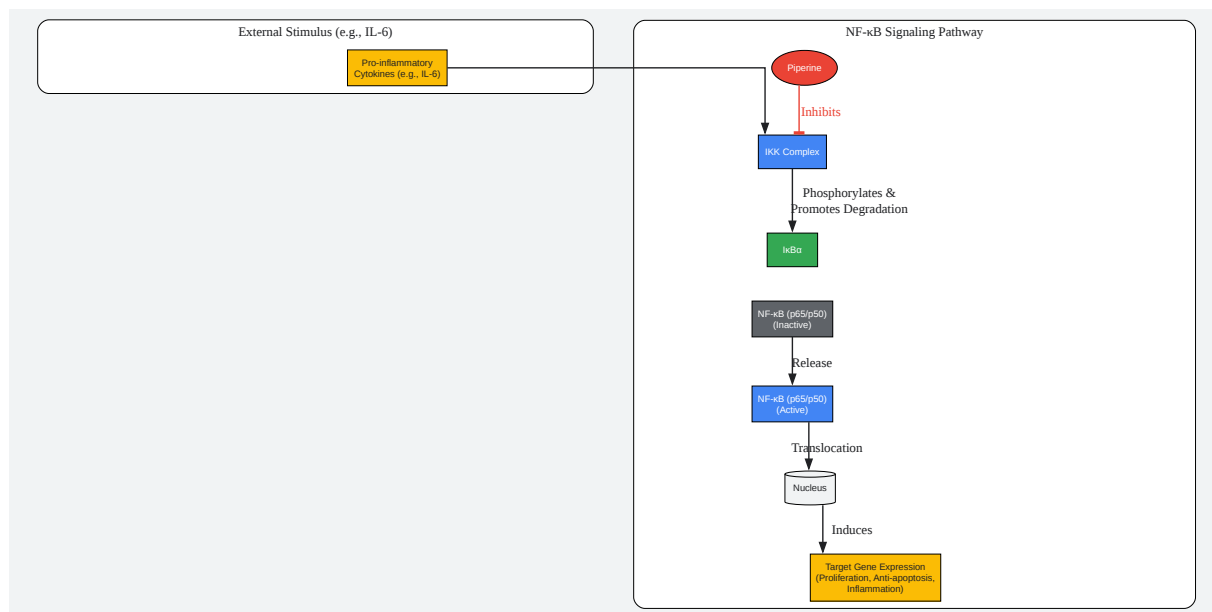 External Stimulus (e.g., IL-6)
Pro-inflammatory
Cytokines (e.g., IL-6)
NF-κB Signaling Pathway
Piperine
Inhibits
IKK Complex
Phosphorylates &
Promotes Degradation
IκBα
NF-κB (p65/p50)
(Inactive)
Release
NF-κB (p65/p50)
(Active)
Translocation
Nucleus
Induces
Target Gene Expression
(Proliferation, Anti-apoptosis,
Inflammation)